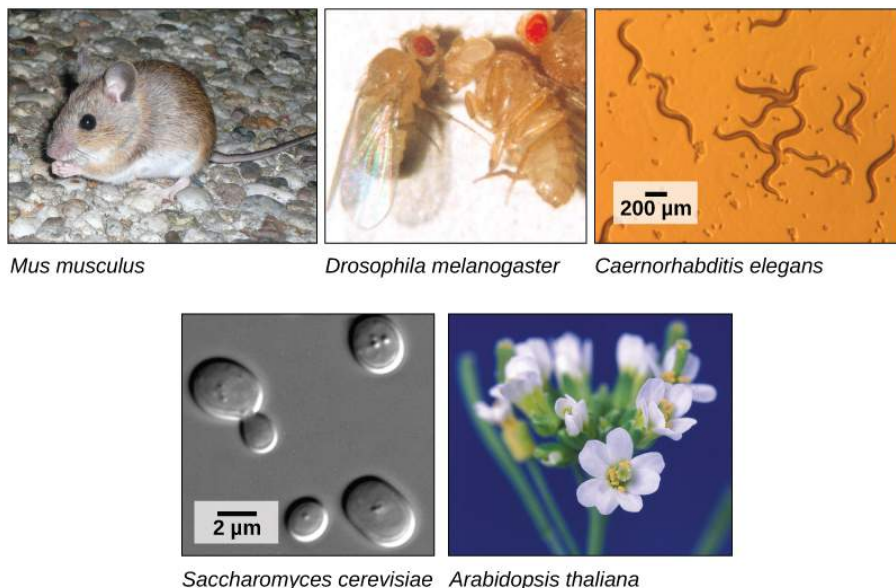 200 µm
Mus musculus
Drosophila melanogaster
Caernorhabditis elegans
2 µm
Saccharomyces cerevisiae
Arabidopsis thaliana